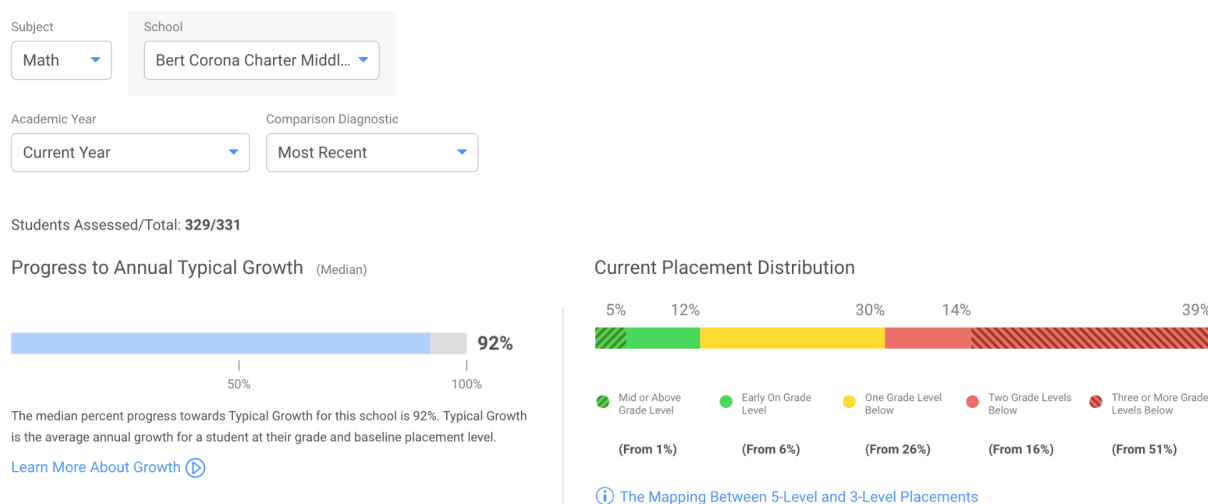 Subject
School
Math
Bert Corona Charter Middl...
Academic Year
Comparison Diagnostic
Current Year
Most Recent
Students Assessed/Total: 329/331
Progress to Annual Typical Growth (Median)
92%
50%
100%
The median percent progress towards Typical Growth for this school is 92%. Typical Growth
is the average annual growth for a student at their grade and baseline placement level.
Learn More About Growth
Current Placement Distribution
5%
12%
30%
14%
39%
Mid or Above
Grade Level
Early On Grade
Level
One Grade Level
Below
Two Grade Levels
Below
Three or More Grade
Levels Below
(From 1%)
(From 6%)
(From 26%)
(From 16%)
(From 51%)
The Mapping Between 5-Level and 3-Level Placements